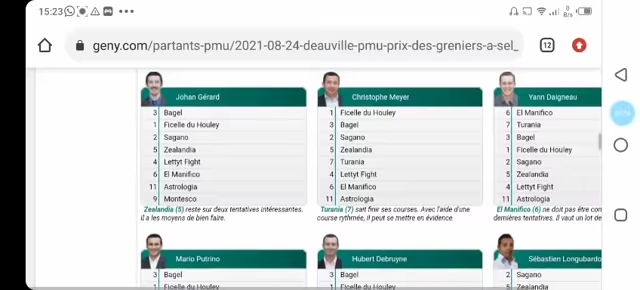 15:23
geny.com/partants-pmu/2021-08-24-deauville-pmu-prix-des-greniers-a-sel_
12
Johan Gérard
3 Bagel
1 Ficelle du Houley
2 Sagano
5 Zealandia
4 Lettyt Fight
6 El Manifico
11 Astrologia
9 Montesco
Zealandia (5) reste sur deux tentatives intéressantes.
Il a les moyens de bien faire.
Christophe Meyer
1 Ficelle du Houley
3 Bagel
2 Sagano
5 Zealandia
7 Turania
4 Lettyt Fight
6 El Manifico
11 Astrologia
Turania (7) sait finir ses courses. Avec l'aide d'une
course rythmée, il peut se mettre en évidence.
Yann Daigneau
6 El Manifico
7 Turania
3 Bagel
1 Ficelle du Houley
2 Sagano
5 Zealandia
4 Lettyt Fight
11 Astrologia
El Manifico (6) ne doit pas être con
dernières tentatives. Il vaut un lot de
Mario Putrino
3 Bagel
1 Ficelle du Houley
Hubert Debruyne
3 Bagel
1 Ficelle du Houley
Sébastien Longubardo
2 Sagano
5 Zealandia